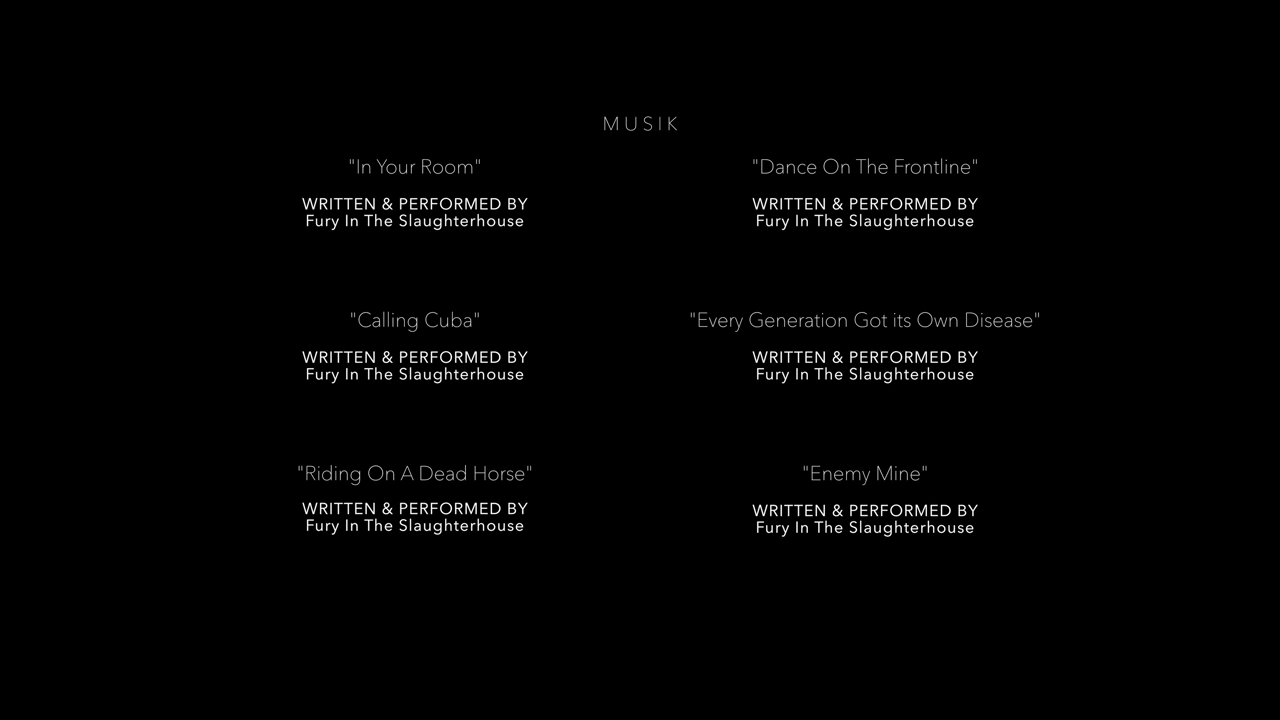 MUSIK
"In Your Room"
WRITTEN & PERFORMED BY
Fury In The Slaughterhouse
"Dance On The Frontline"
WRITTEN & PERFORMED BY
Fury In The Slaughterhouse
"Calling Cuba"
WRITTEN & PERFORMED BY
Fury In The Slaughterhouse
"Every Generation Got its Own Disease"
WRITTEN & PERFORMED BY
Fury In The Slaughterhouse
"Riding On A Dead Horse"
WRITTEN & PERFORMED BY
Fury In The Slaughterhouse
"Enemy Mine"
WRITTEN & PERFORMED BY
Fury In The Slaughterhouse